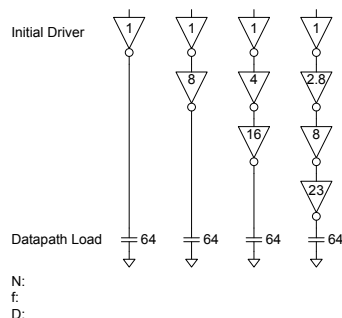 Initial Driver 1 1 1 1
8 4 2.8
16 8
23
Datapath Load 64 64 64 64
N:
f:
D: